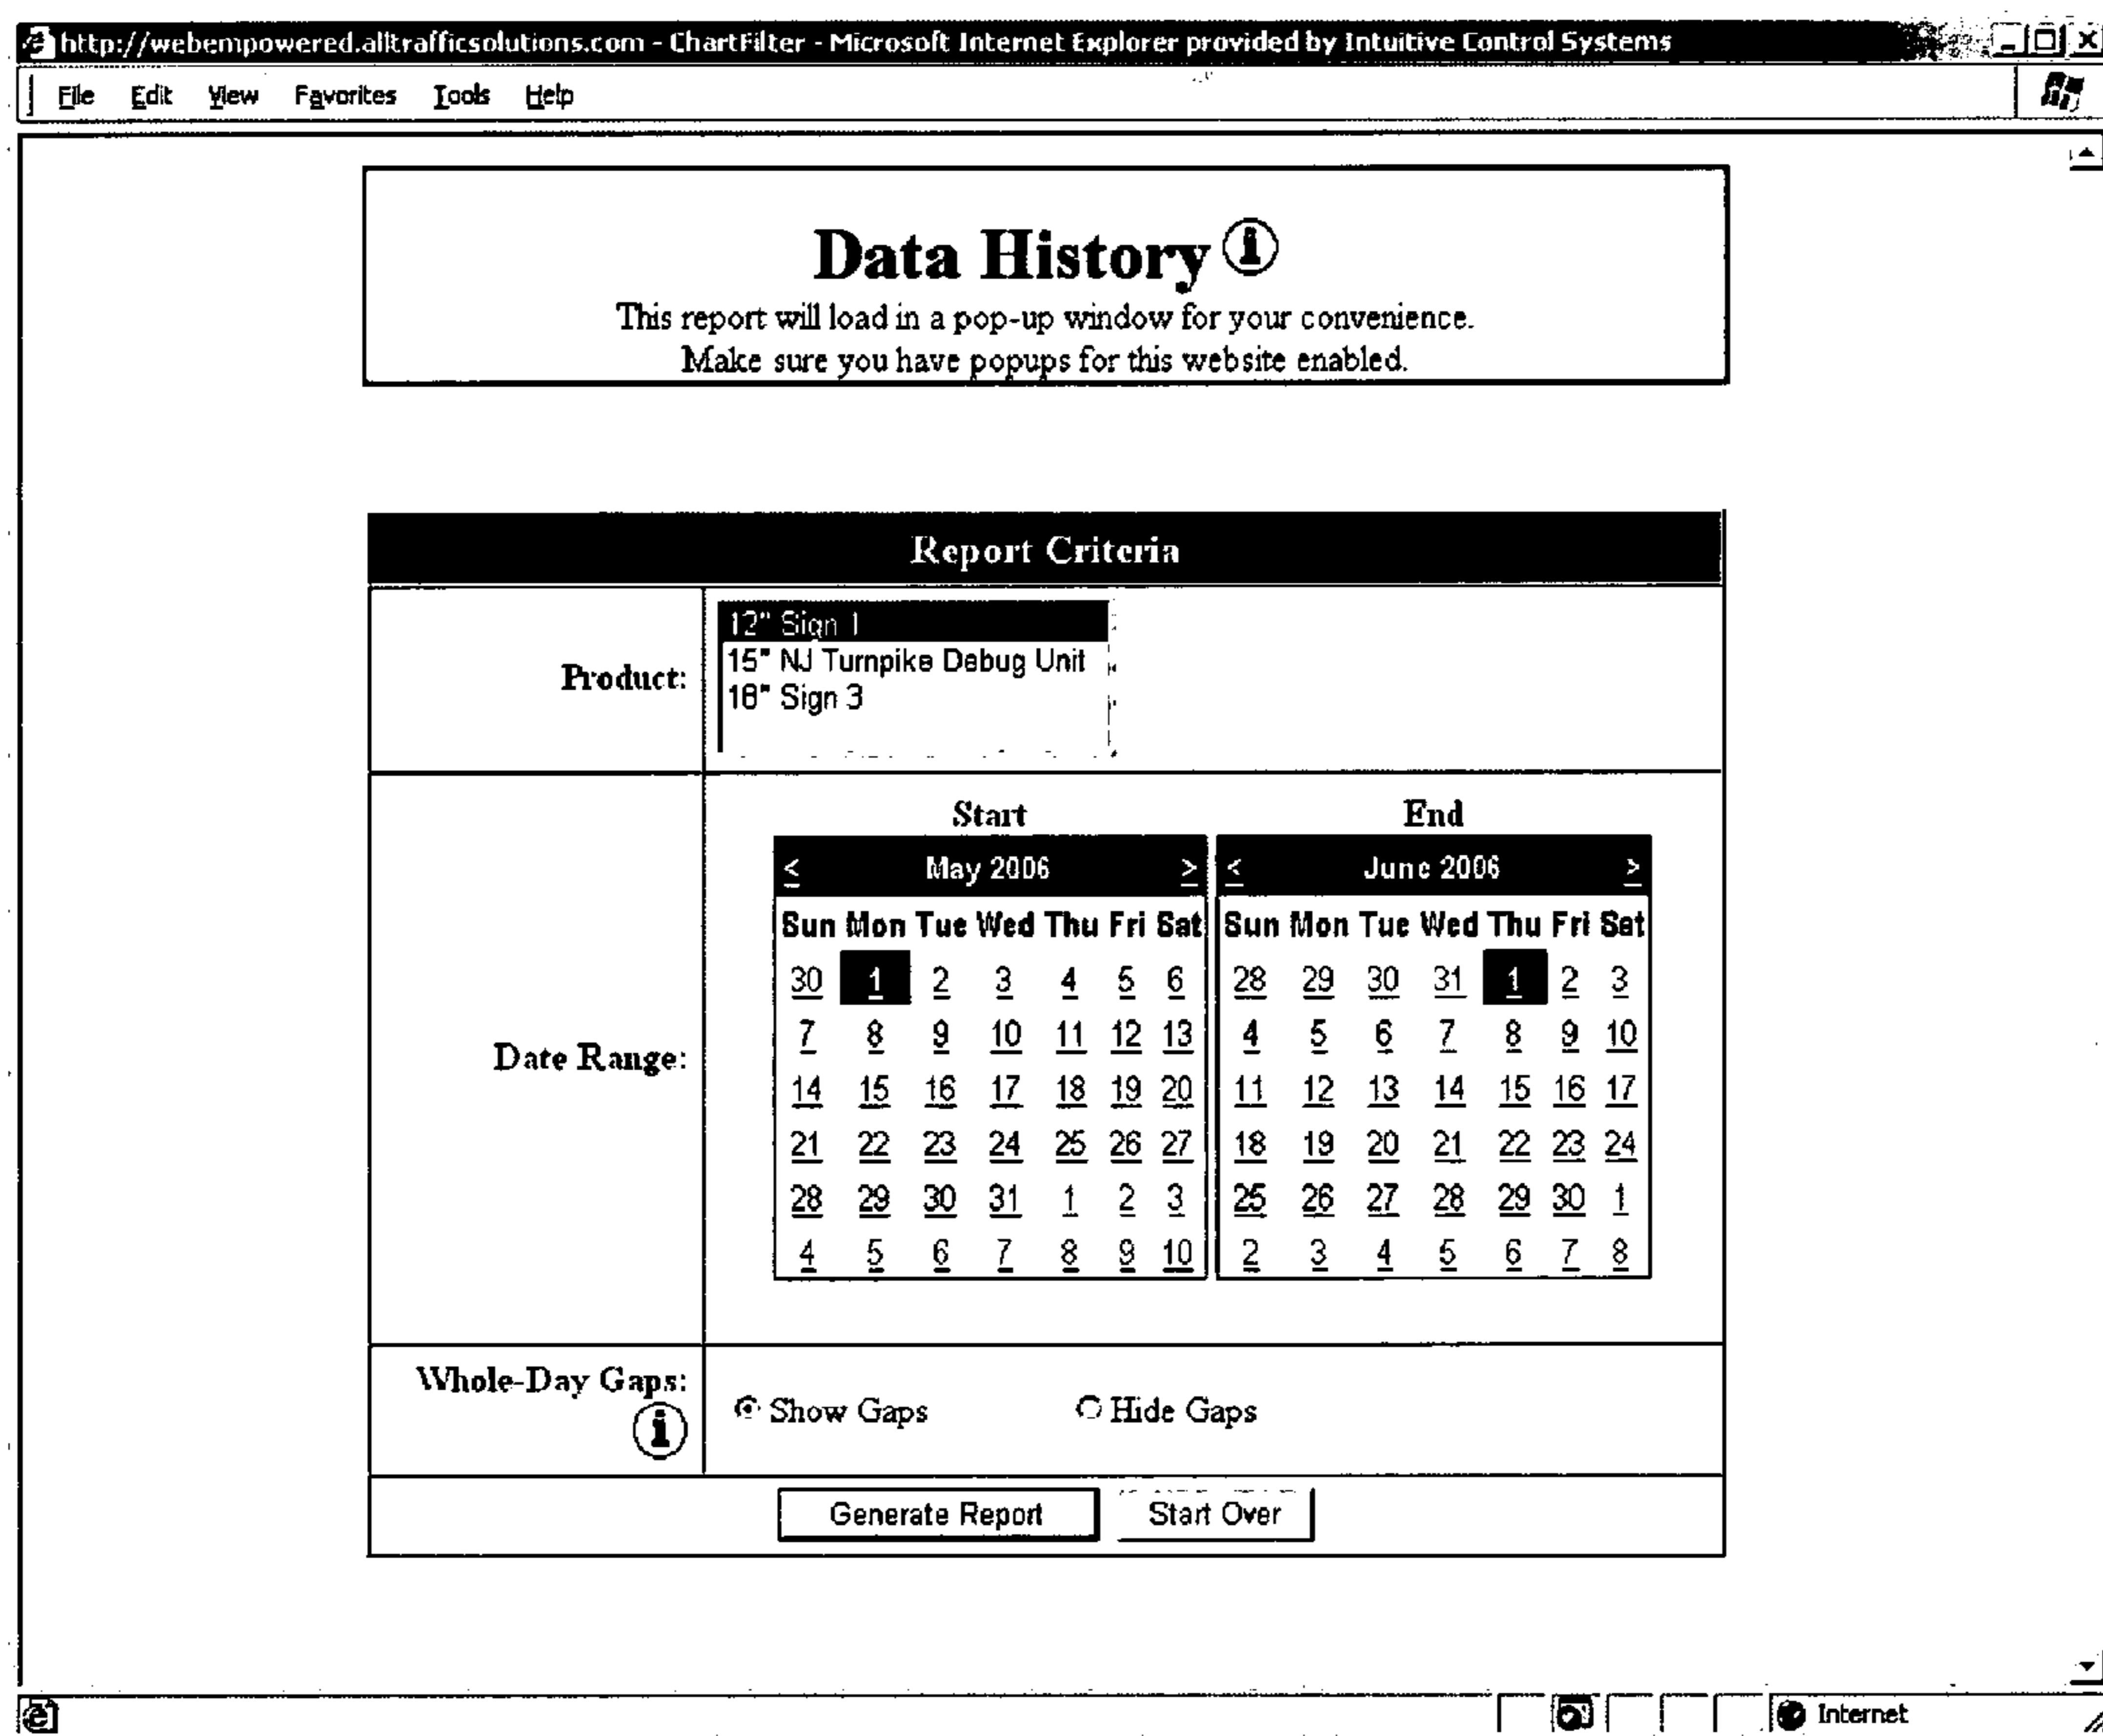 http://webempowered.alltrafficsolutions.com - ChartFilter - Microsoft Internet Explorer provided by Intuitive Control Systems
File Edit View Favorites Tools Help
Data History i
This report will load in a pop-up window for your convenience.
Make sure you have popups for this website enabled.
Report Criteria
Product:
12" Sign 1
15" NJ Turnpike Debug Unit
18" Sign 3
Date Range:
Start
< May 2006 >
Sun Mon Tue Wed Thu Fri Sat
30 1 2 3 4 5 6
7 8 9 10 11 12 13
14 15 16 17 18 19 20
21 22 23 24 25 26 27
28 29 30 31 1 2 3
4 5 6 7 8 9 10
End
< June 2006 >
Sun Mon Tue Wed Thu Fri Sat
28 29 30 31 1 2 3
4 5 6 7 8 9 10
11 12 13 14 15 16 17
18 19 20 21 22 23 24
25 26 27 28 29 30 1
2 3 4 5 6 7 8
Whole-Day Gaps:
i
Show Gaps Hide Gaps
Generate Report Start Over
Internet